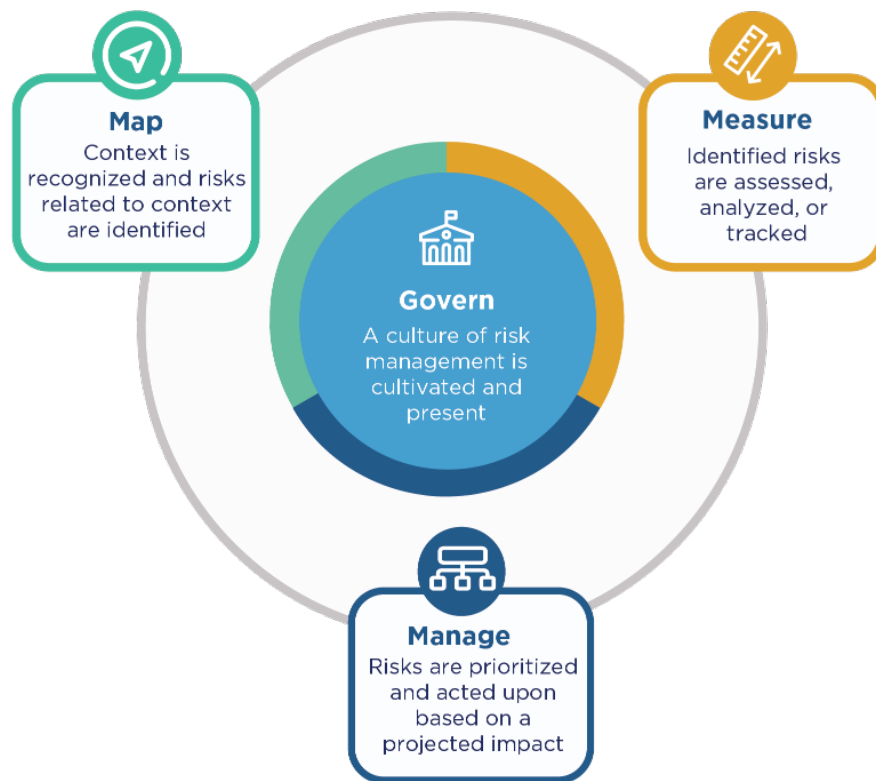 Map
Context is
recognized and risks
related to context
are identified
Measure
Identified risks
are assessed,
analyzed, or
tracked
Govern
A culture of risk
management is
cultivated and
present
Manage
Risks are prioritized
and acted upon
based on a
projected impact